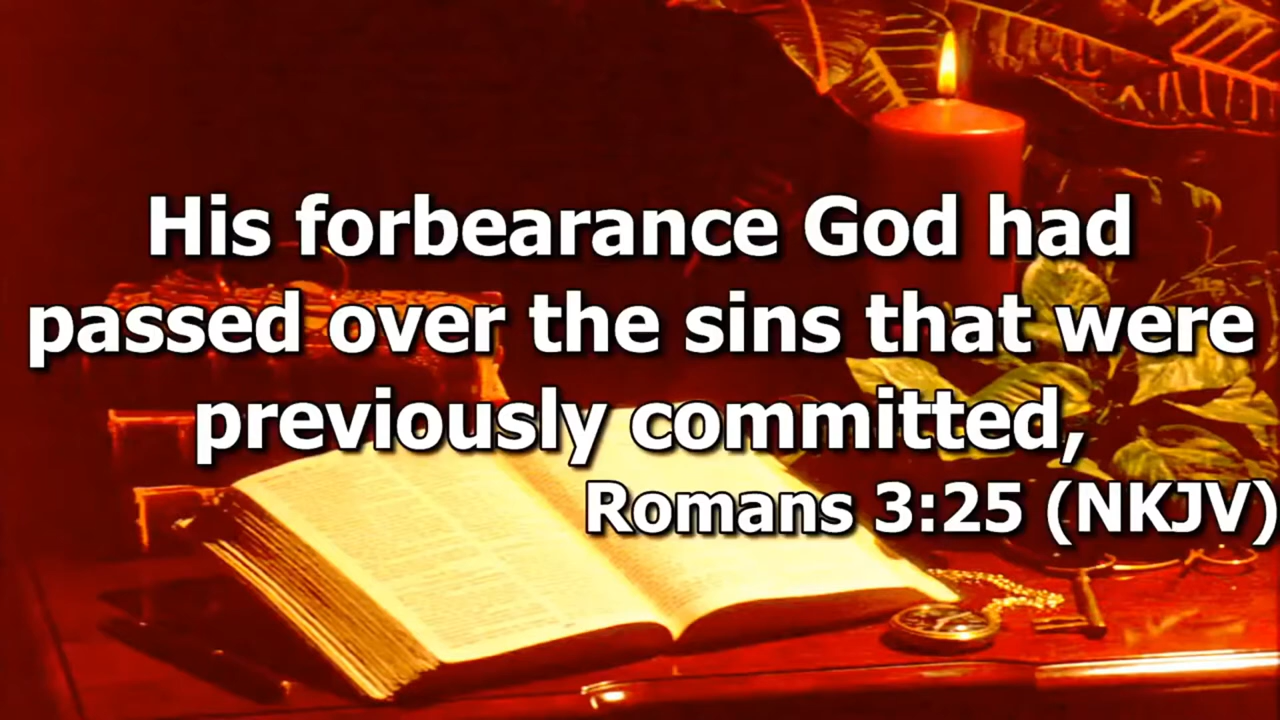 His forbearance God had
passed over the sins that were
previously committed,
Romans 3:25 (NKJV)